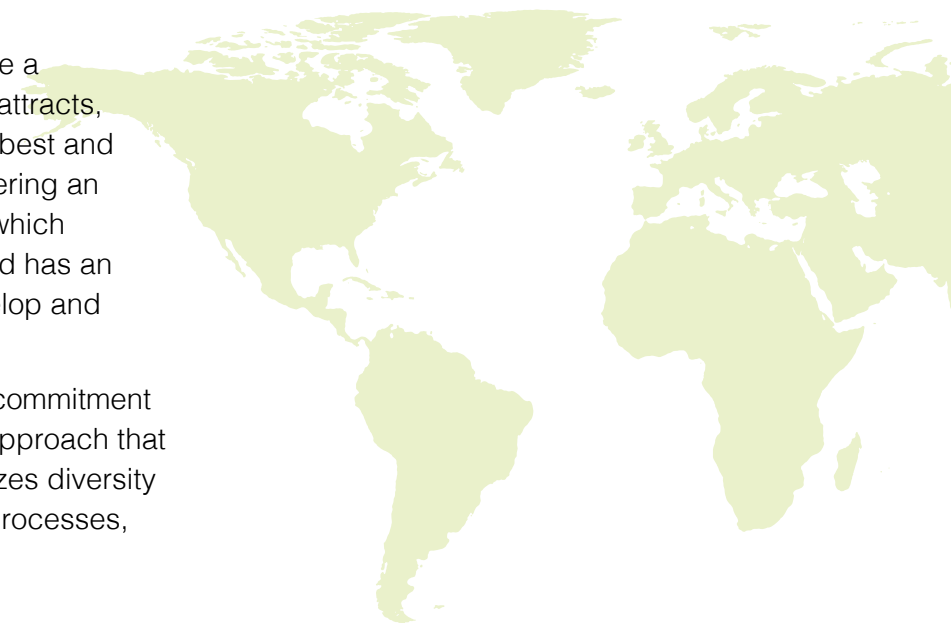 e a
attracts,
best and
ering an
which
d has an
lop and
commitment
pproach that
zes diversity
rocesses,